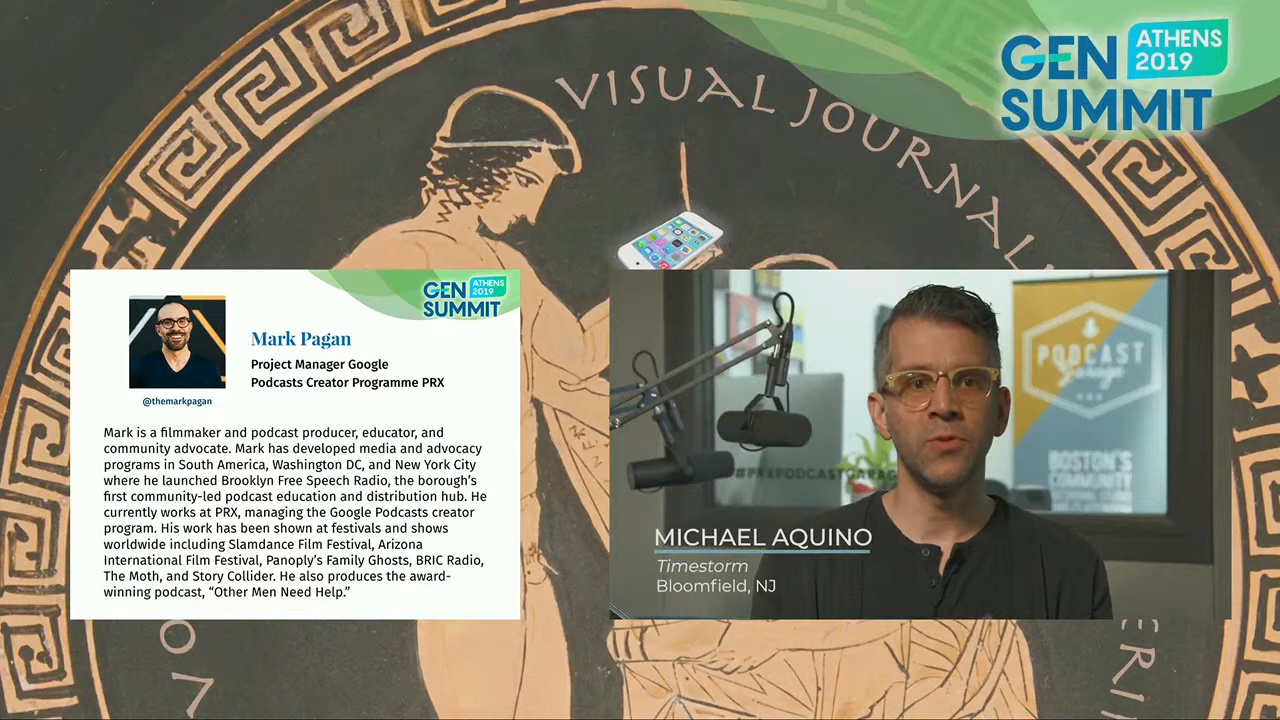 GEN ATHENS
2019
SUMMIT
VISUAL JOURNAL
GEN ATHENS
2019
SUMMIT
Mark Pagan
Project Manager Google
Podcasts Creator Programme PRX
@themarkpagan
Mark is a filmmaker and podcast producer, educator, and
community advocate. Mark has developed media and advocacy
programs in South America, Washington DC, and New York City
where he launched Brooklyn Free Speech Radio, the borough's
first community-led podcast education and distribution hub. He
currently works at PRX, managing the Google Podcasts creator
program. His work has been shown at festivals and shows
worldwide including Slamdance Film Festival, Arizona
International Film Festival, Panoply's Family Ghosts, BRIC Radio,
The Moth, and Story Collider. He also produces the award-
winning podcast, “Other Men Need Help.”
PODCAST
Garage
#PRXPODCASTGARAG
BOSTON'S
COMMUNITY
MICHAEL AQUINO
Timestorm
Bloomfield, NJ